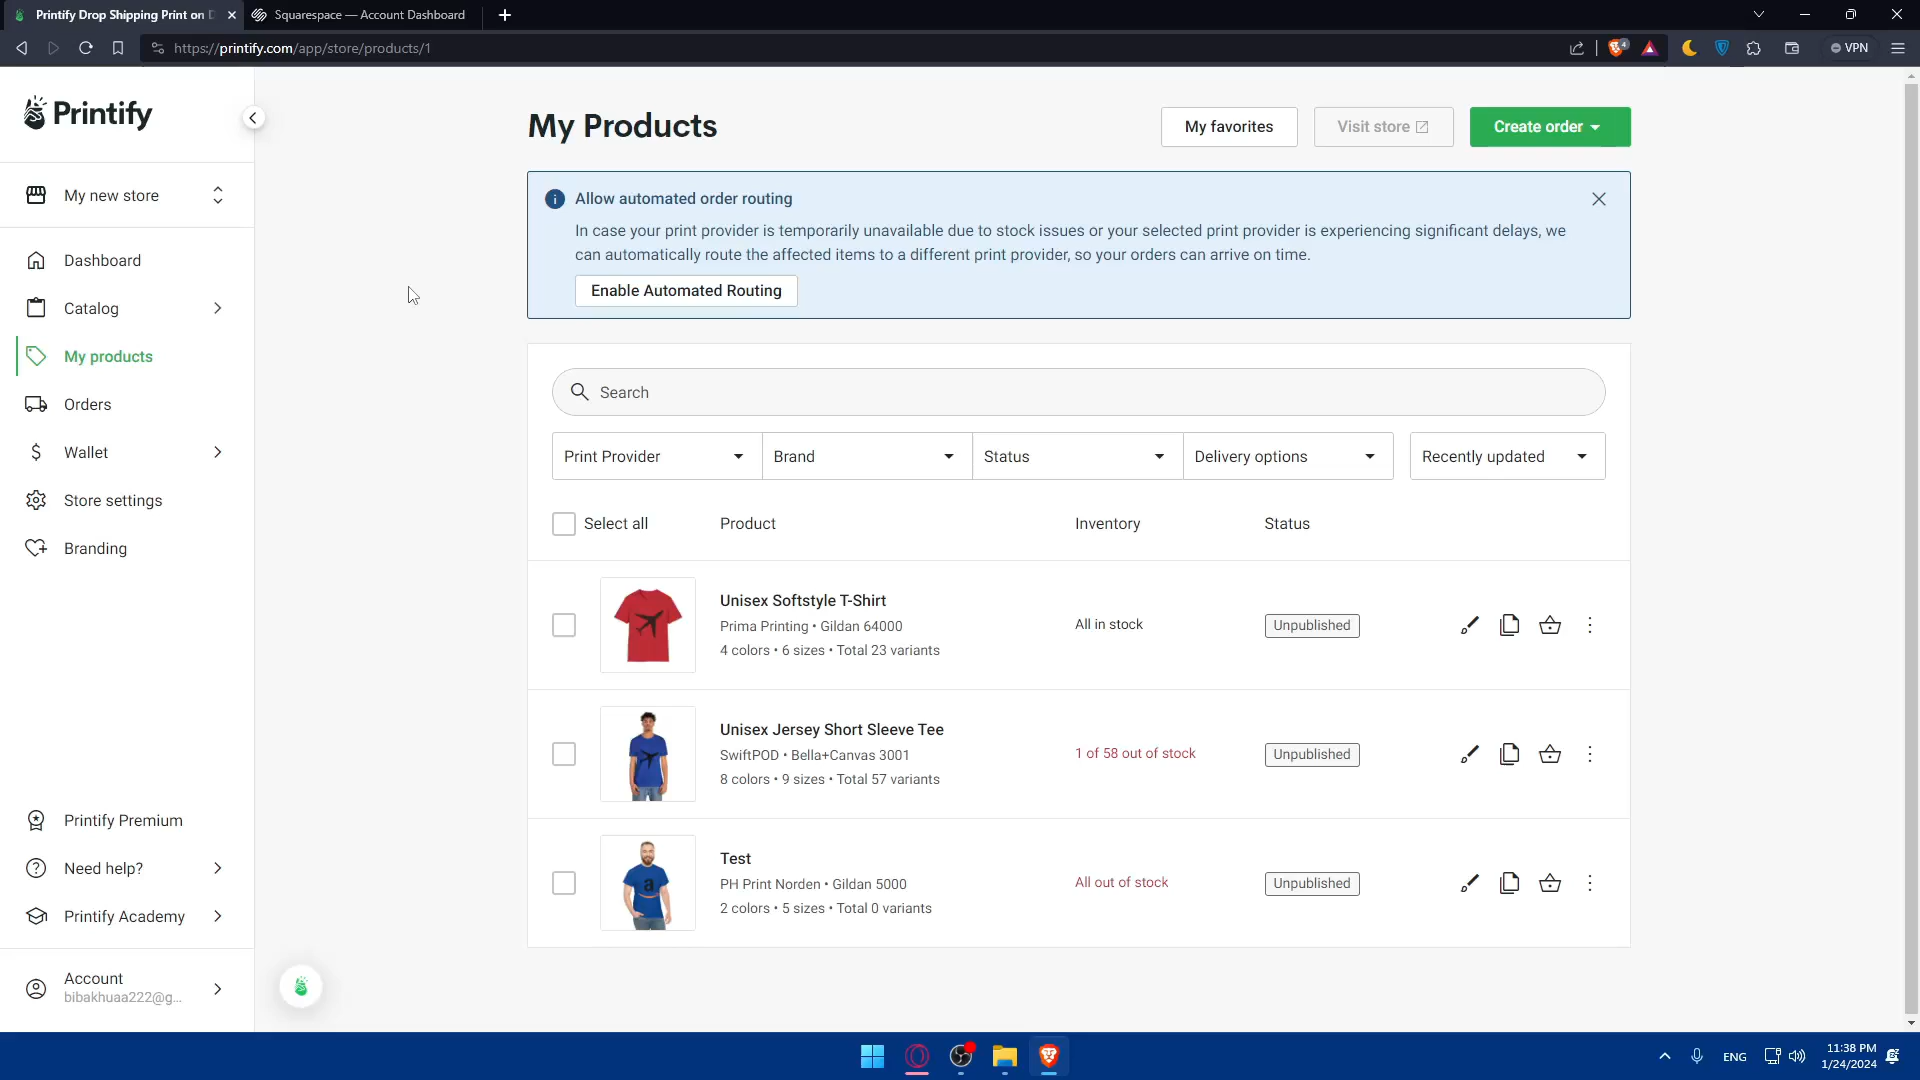 Printify Drop Shipping Print on D
Squarespace — Account Dashboard
https://printify.com/app/store/products/1
4
VPN
Printify
My new store
Dashboard
Catalog
My products
Orders
Wallet
Store settings
Branding
Printify Premium
Need help?
Printify Academy
Account
bibakhuaa222@g...
My Products
My favorites
Visit store
Create order
Allow automated order routing
In case your print provider is temporarily unavailable due to stock issues or your selected print provider is experiencing significant delays, we
can automatically route the affected items to a different print provider, so your orders can arrive on time.
Enable Automated Routing
Search
Print Provider
Brand
Status
Delivery options
Recently updated
Select all
Product
Inventory
Status
Unisex Softstyle T-Shirt
Prima Printing • Gildan 64000
4 colors • 6 sizes • Total 23 variants
All in stock
Unpublished
Unisex Jersey Short Sleeve Tee
SwiftPOD • Bella+Canvas 3001
8 colors • 9 sizes • Total 57 variants
1 of 58 out of stock
Unpublished
a
Test
PH Print Norden • Gildan 5000
2 colors • 5 sizes • Total 0 variants
All out of stock
Unpublished
ENG
11:38 PM
1/24/2024